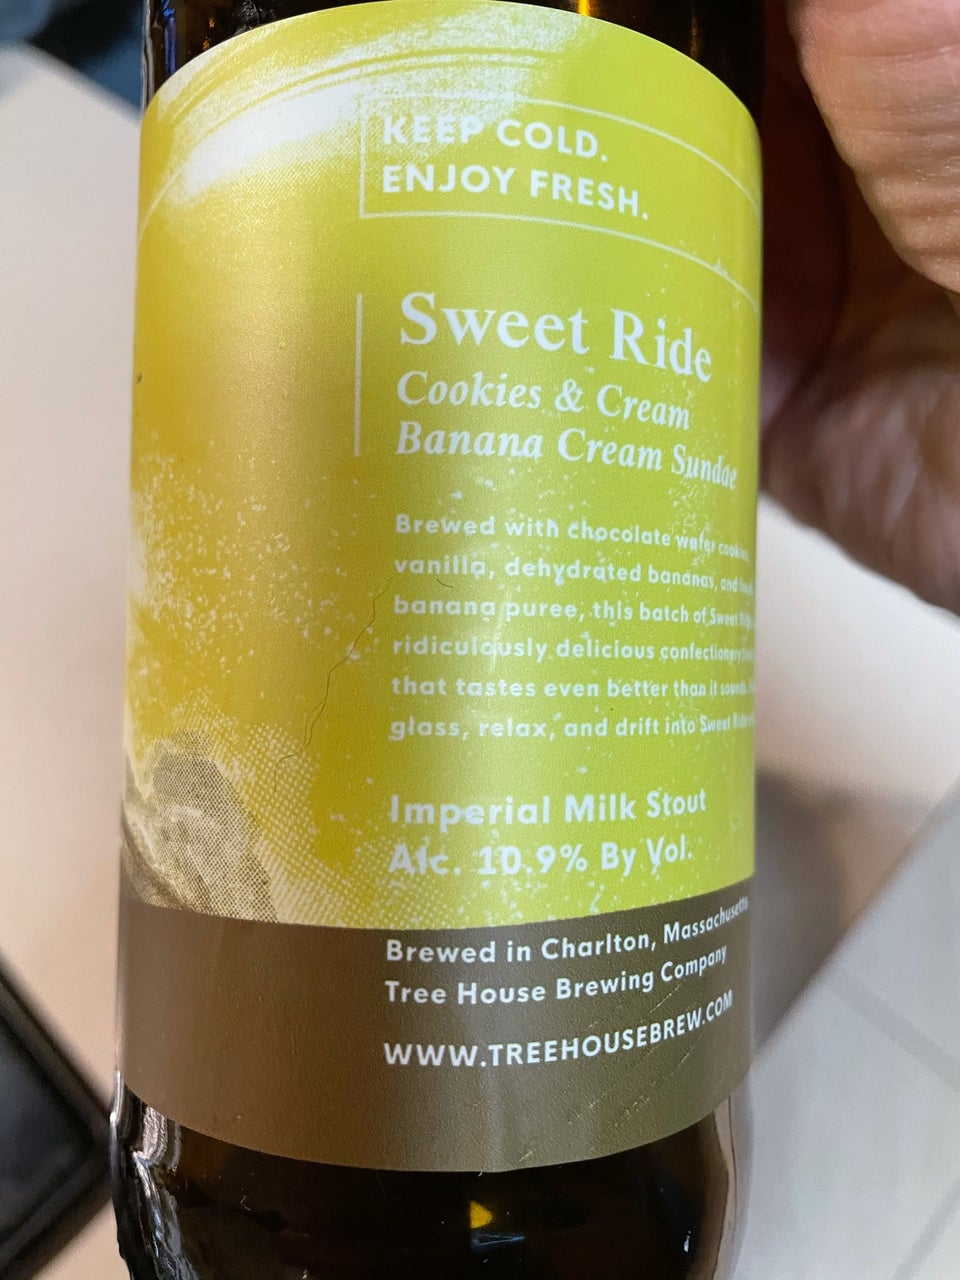 KEEP COLD.
ENJOY FRESH.
Sweet Ride
Cookies & Cream
Banana Cream Sundae
Brewed with chocolate wafer cookies,
vanilla, dehydrated bananas, and
banana puree, this batch of Sweet Ride
ridiculously delicious
that tastes even better than it sounds.
glass, relax, and drift into Sweet Ride
Imperial Milk Stout
Alc. 10.9% By Vol.
Brewed in Charlton, Massachusetts
Tree House Brewing Company
WWW.TREEHOUSEBREW.COM